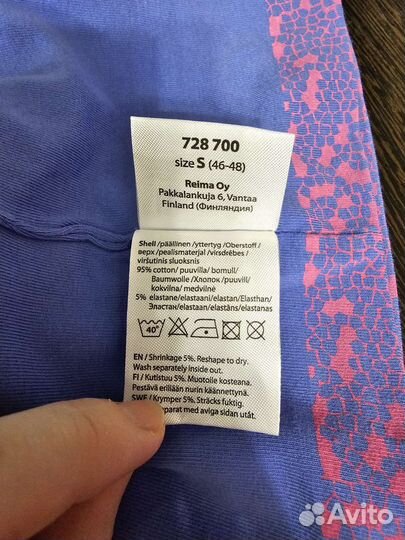 728 700
size S (46-48)
Reima Oy
Pakkalankuja 6, Vantaa
Finland (Финляндия)
Shell/päällinen /yttertyg /Oberstoff/
верх/pealismaterjal /virsdrēbes/
viršutinis sluoksnis
95% cotton/ puuvilla/ bomull/
Baumwolle /Хлопок /puuvill/
kokvilna/ medvilnė
5% elastane/elastaani/elastan/Elasthan/
Эластан/elastaan/elastāns/elastanas
40°
EN / Shrinkage 5%. Reshape to dry.
Wash separately inside out.
FI / Kutistuu 5%. Muotoile kosteana.
Pestävä erillään nurin käännettynä.
SWE / Krymper 5%. Sträcks fuktig.
separat med aviga sidan utåt.
Avito